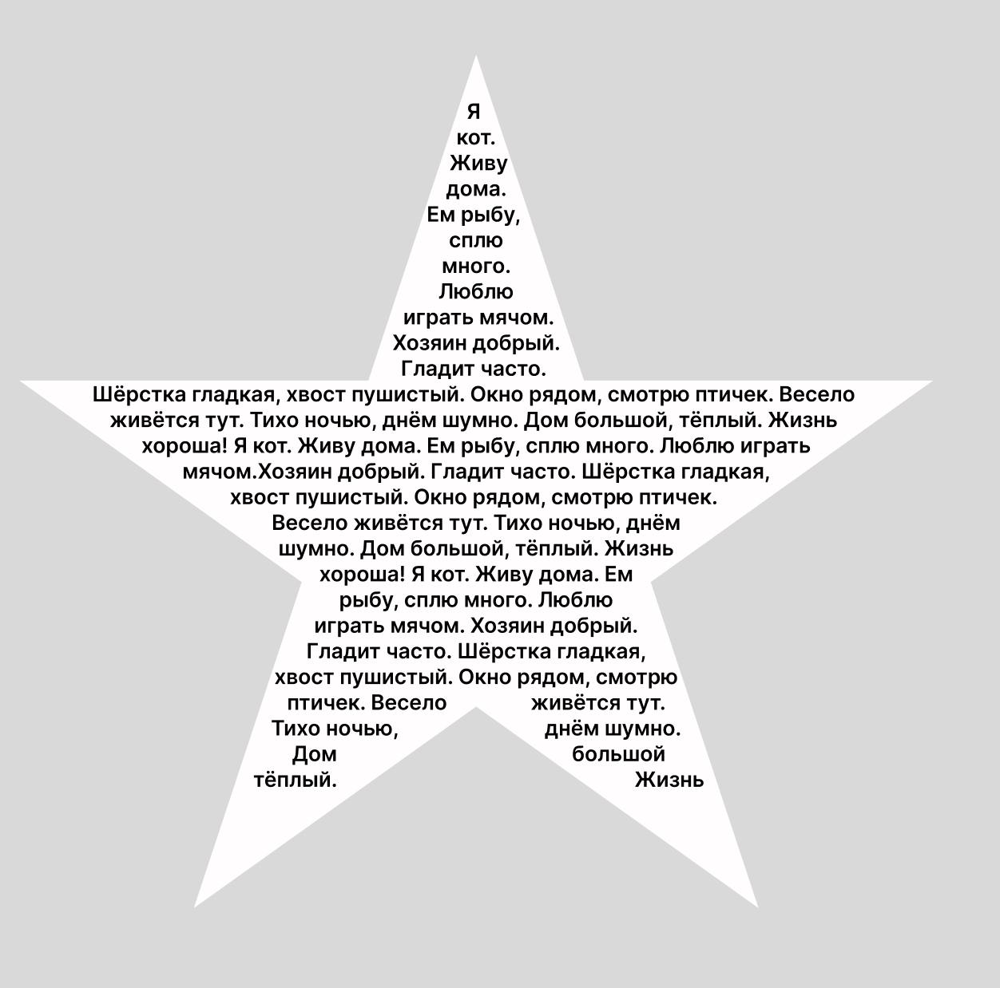 Я
кот.
Живу
дома.
Ем рыбу,
сплю
много.
Люблю
играть мячом.
Хозяин добрый.
Гладит часто.
Шёрстка гладкая, хвост пушистый. Окно рядом, смотрю птичек. Весело
живётся тут. Тихо ночью, днём шумно. Дом большой, тёплый. Жизнь
хороша! Я кот. Живу дома. Ем рыбу, сплю много. Люблю играть
мячом.Хозяин добрый. Гладит часто. Шёрстка гладкая,
хвост пушистый. Окно рядом, смотрю птичек.
Весело живётся тут. Тихо ночью, днём
шумно. Дом большой, тёплый. Жизнь
хороша! Я кот. Живу дома. Ем
рыбу, сплю много. Люблю
играть мячом. Хозяин добрый.
Гладит часто. Шёрстка гладкая,
хвост пушистый. Окно рядом, смотрю
птичек. Весело живётся тут.
Тихо ночью, днём шумно.
Дом большой
тёплый. Жизнь